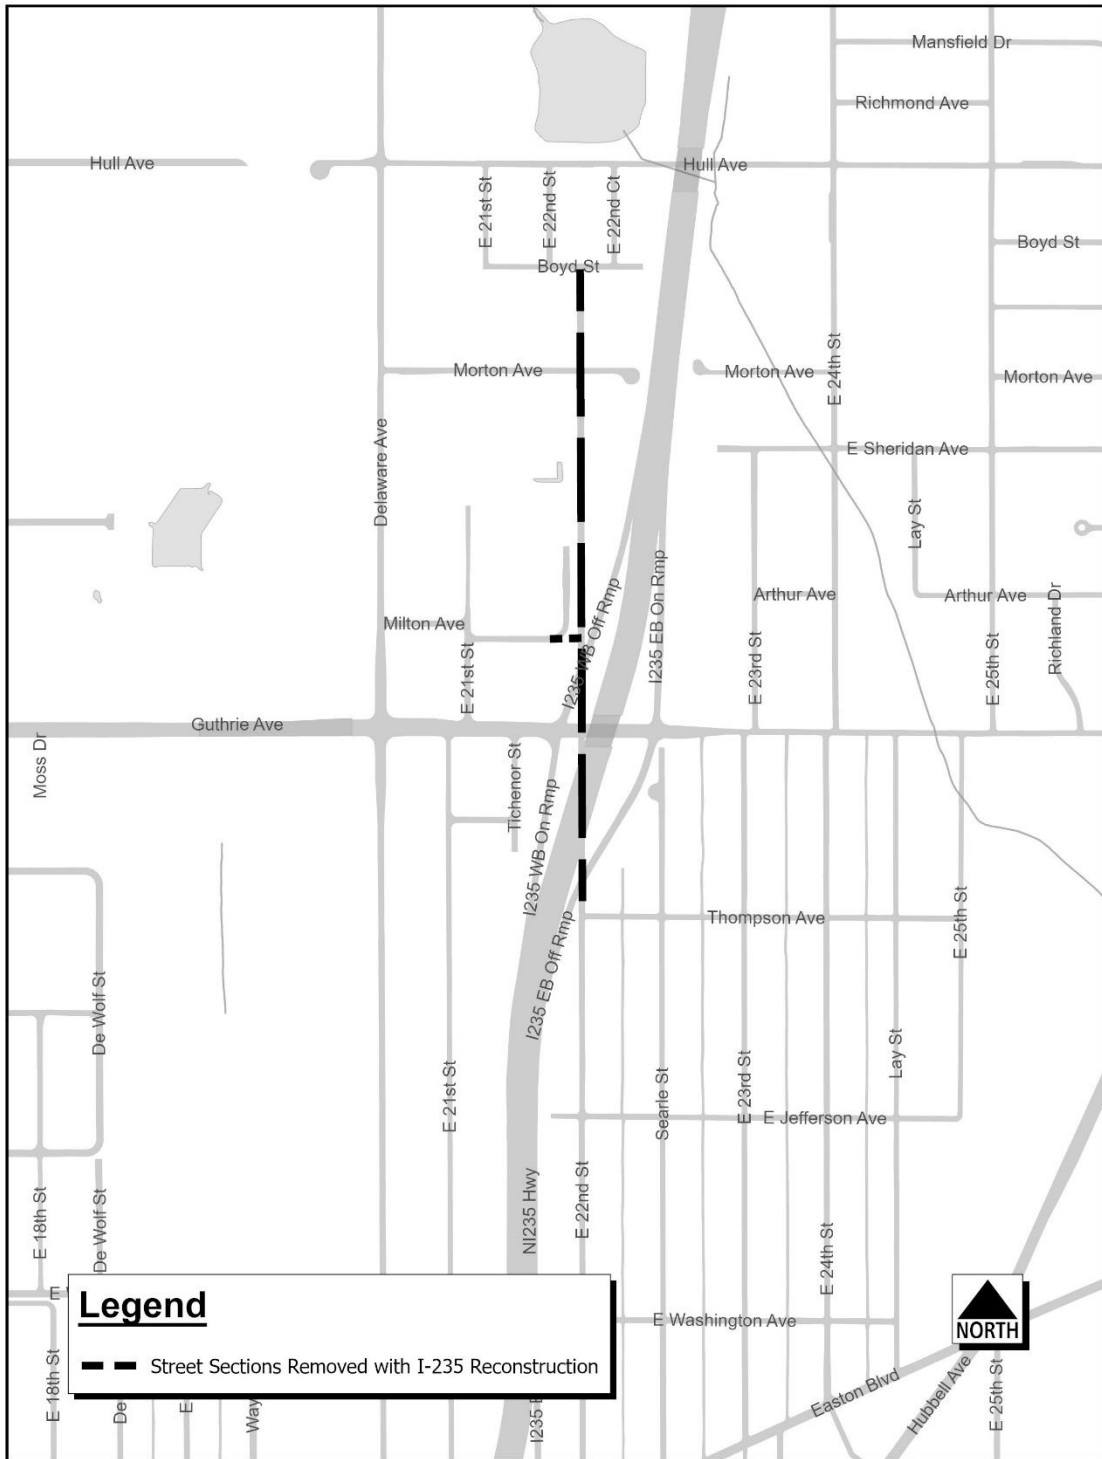 Mansfield Dr
Richmond Ave
Hull Ave
Hull Ave
E 21st St
E 22nd St
E 22nd Ct
Boyd St
Boyd St
Morton Ave
Morton Ave
E 24th St
Morton Ave
Delaware Ave
E Sheridan Ave
Lay St
I235 WB Off Rmp
I235 EB On Rmp
Arthur Ave
Arthur Ave
Richland Dr
Milton Ave
E 21st St
E 23rd St
E 25th St
Guthrie Ave
Moss Dr
Tichenor St
I235 WB On Rmp
Thompson Ave
E 25th St
I235 EB Off Rmp
De Wolf St
E 21st St
Searle St
E 23rd St
Lay St
E Jefferson Ave
E 18th St
De Wolf St
NI235 Hwy
E 22nd St
E 24th St
E
E Washington Ave
Legend
Street Sections Removed with I-235 Reconstruction
NORTH
E 18th St
De
E
Way
I235 E
Easton Blvd
Hubbell Ave
E 25th St